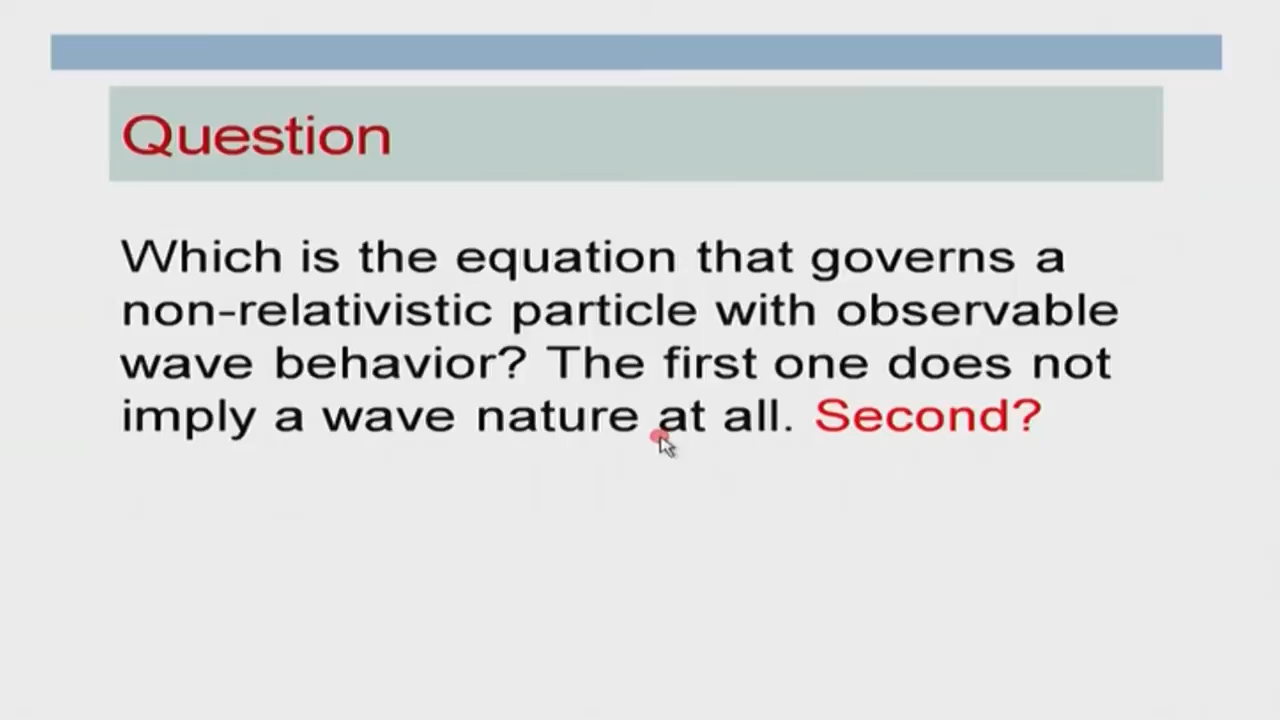 Question
Which is the equation that governs a
non-relativistic particle with observable
wave behavior? The first one does not
imply a wave nature at all. Second?